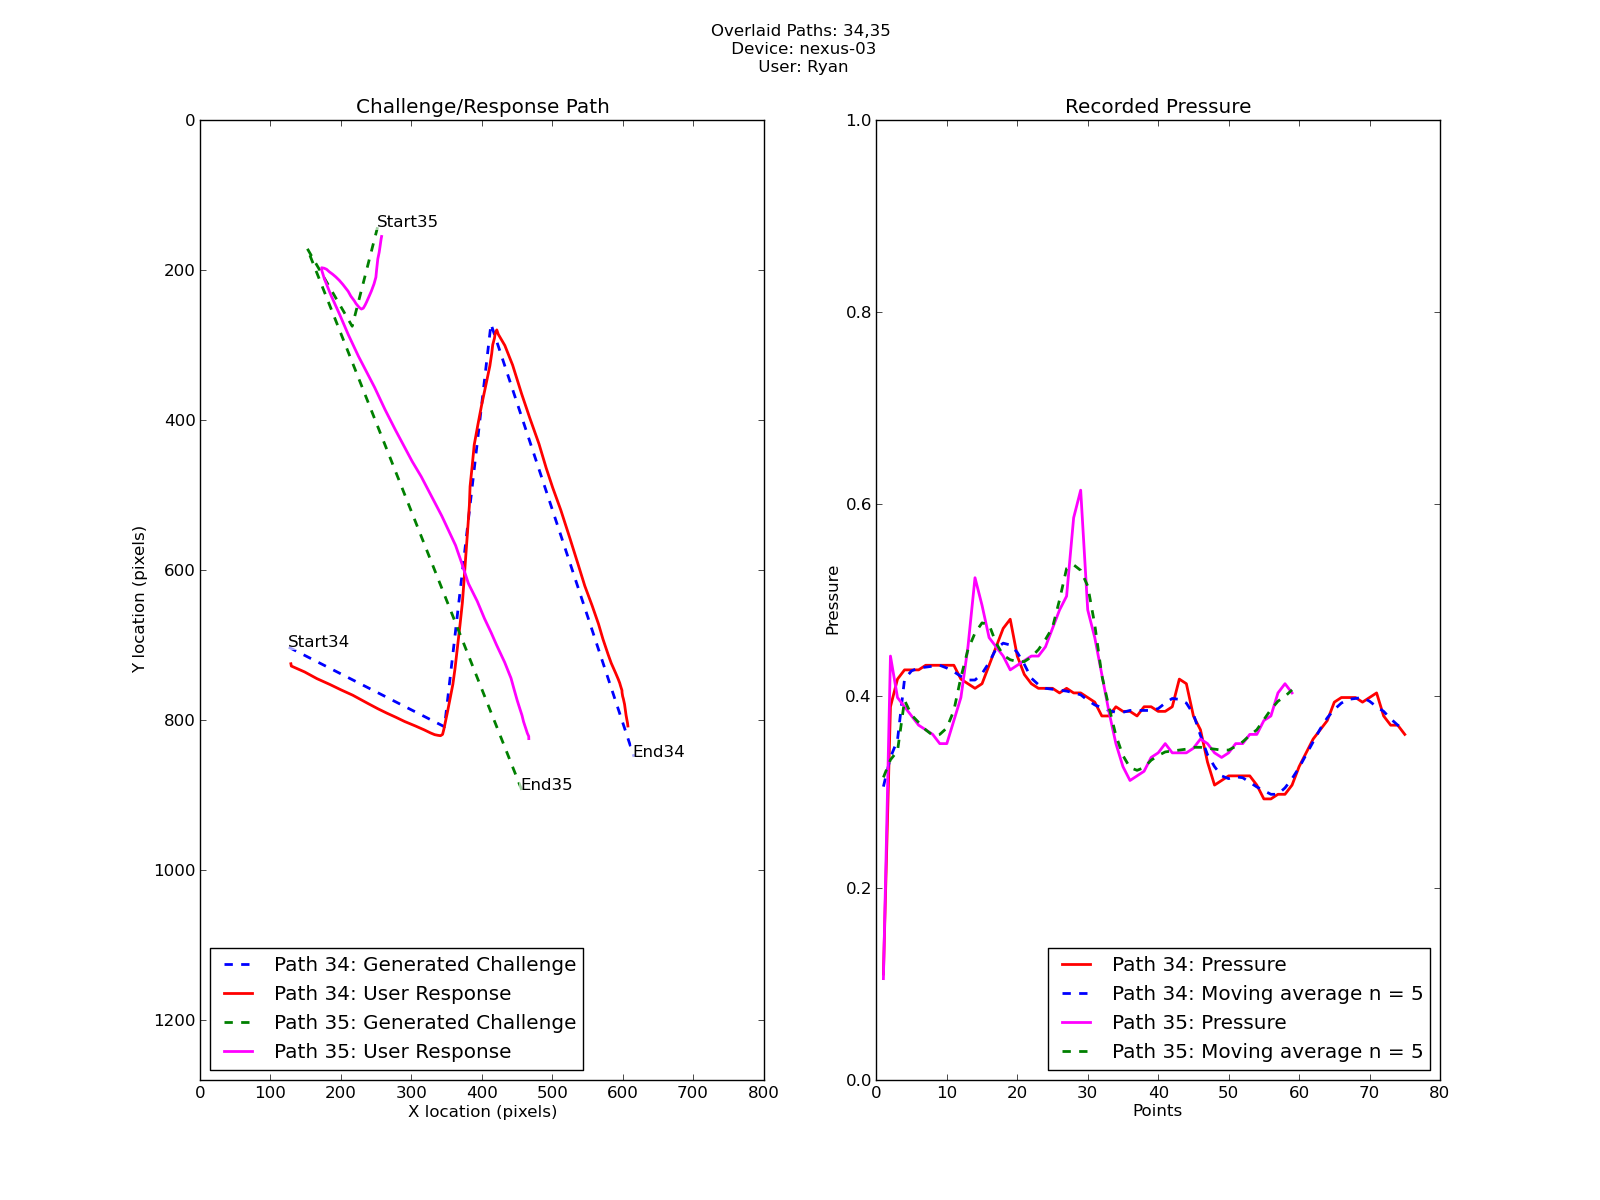 Overlaid Paths: 34,35
Device: nexus-03
User: Ryan
Challenge/Response Path
0
200
400
600
800
1000
1200
Y location (pixels)
Start35
Start34
End34
End35
Path 34: Generated Challenge
Path 34: User Response
Path 35: Generated Challenge
Path 35: User Response
0 100 200 300 400 500 600 700 800
X location (pixels)
Recorded Pressure
1.0
0.8
0.6
0.4
0.2
0.0
Pressure
Path 34: Pressure
Path 34: Moving average n = 5
Path 35: Pressure
Path 35: Moving average n = 5
0 10 20 30 40 50 60 70 80
Points